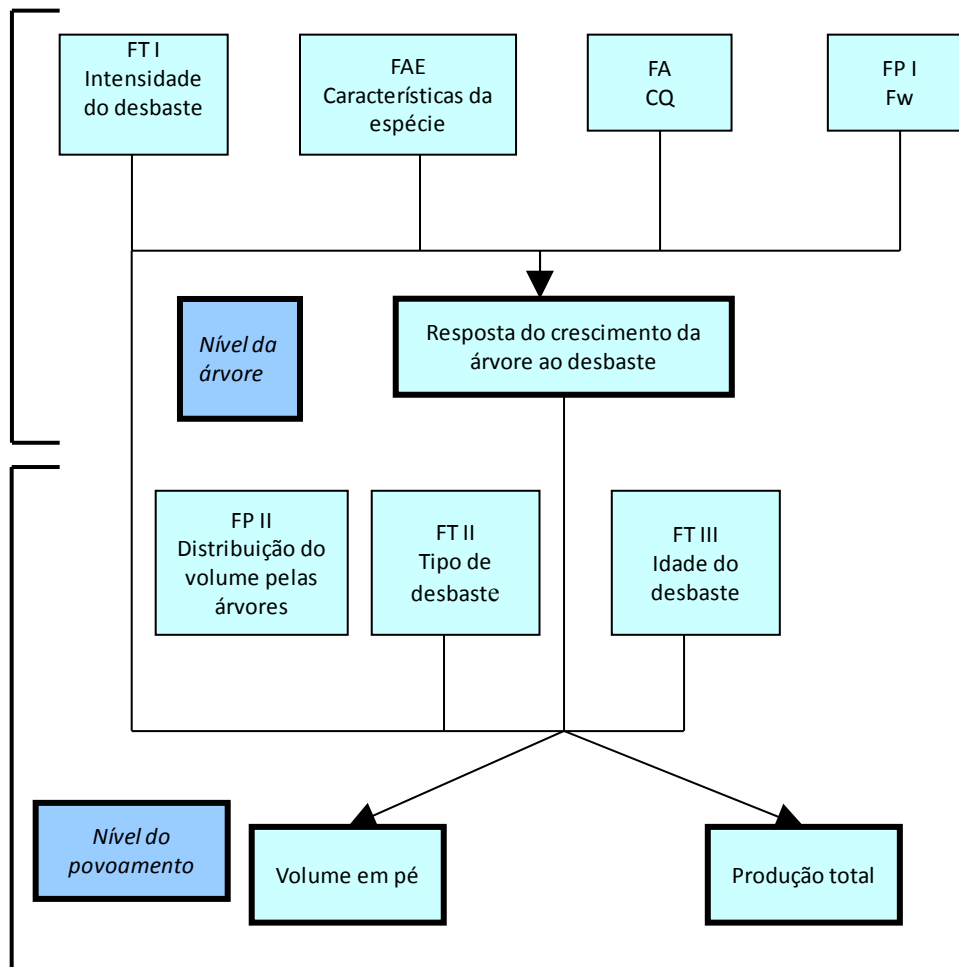 FT I
Intensidade
do desbaste
FAE
Características da
espécie
FA
CQ
FP I
Fw
Nível da
árvore
Resposta do crescimento da
árvore ao desbaste
FP II
Distribuição do
volume pelas
árvores
FT II
Tipo de
desbaste
FT III
Idade do
desbaste
Nível do
povoamento
Volume em pé
Produção total